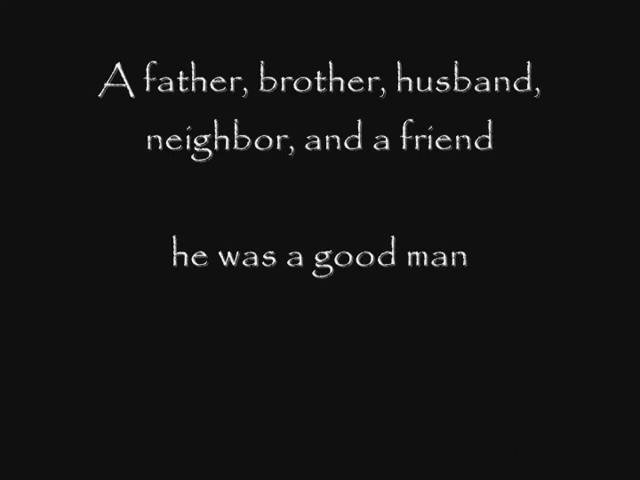 A father, brother, husband,
neighbor, and a friend
he was a good man